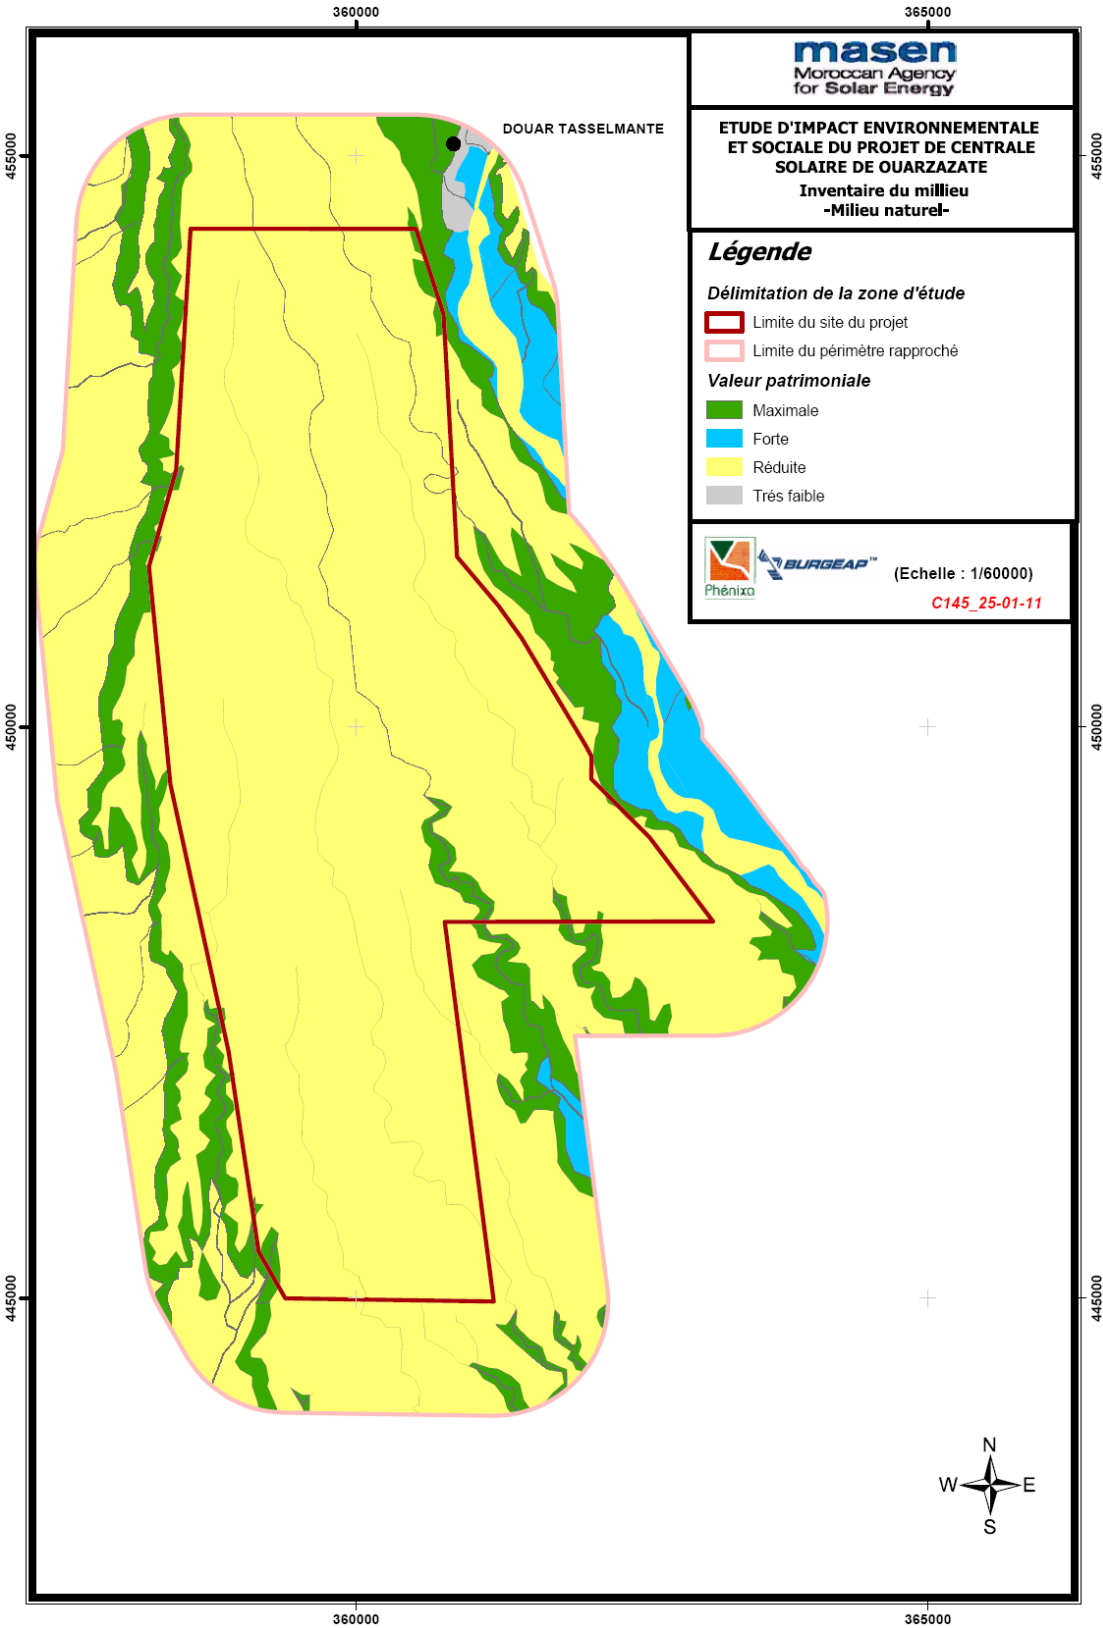 360000
365000
masen
Moroccan Agency
for Solar Energy
ETUDE D'IMPACT ENVIRONNEMENTALE
ET SOCIALE DU PROJET DE CENTRALE
SOLAIRE DE OUARZAZATE
Inventaire du millieu
-Milieu naturel-
DOUAR TASSELMANTE
455000
455000
Légende
Délimitation de la zone d'étude
Limite du site du projet
Limite du périmètre rapproché
Valeur patrimoniale
Maximale
Forte
Réduite
Trés faible
Phénixa
BURGEAP™
(Echelle : 1/60000)
C145_25-01-11
450000
450000
445000
445000
N
W
E
S
360000
365000